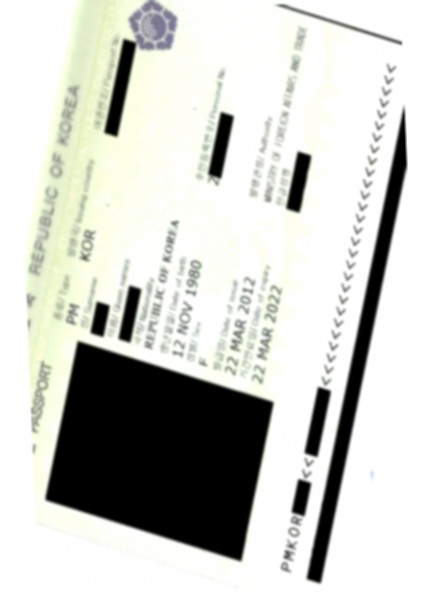 PASSPORT
REPUBLIC OF KOREA
종류/ Type
발행국/ Issuing country
여권번호/ Passport No.
PM
KOR
성/ Surname
이름/ Given names
국적/ Nationality
REPUBLIC OF KOREA
생년월일/ Date of birth
주민등록번호/ Personal No.
12 NOV 1980
2
성별/ Sex
발행관청/ Authority
F
MINISTRY OF FOREIGN AFFAIRS AND TRADE
발급일/ Date of issue
한글성명
22 MAR 2012
기간만료일/ Date of expiry
22 MAR 2022
PMKOR
<<
<<<<<<<<<<<<<<<<<<<<<<<<<<<<